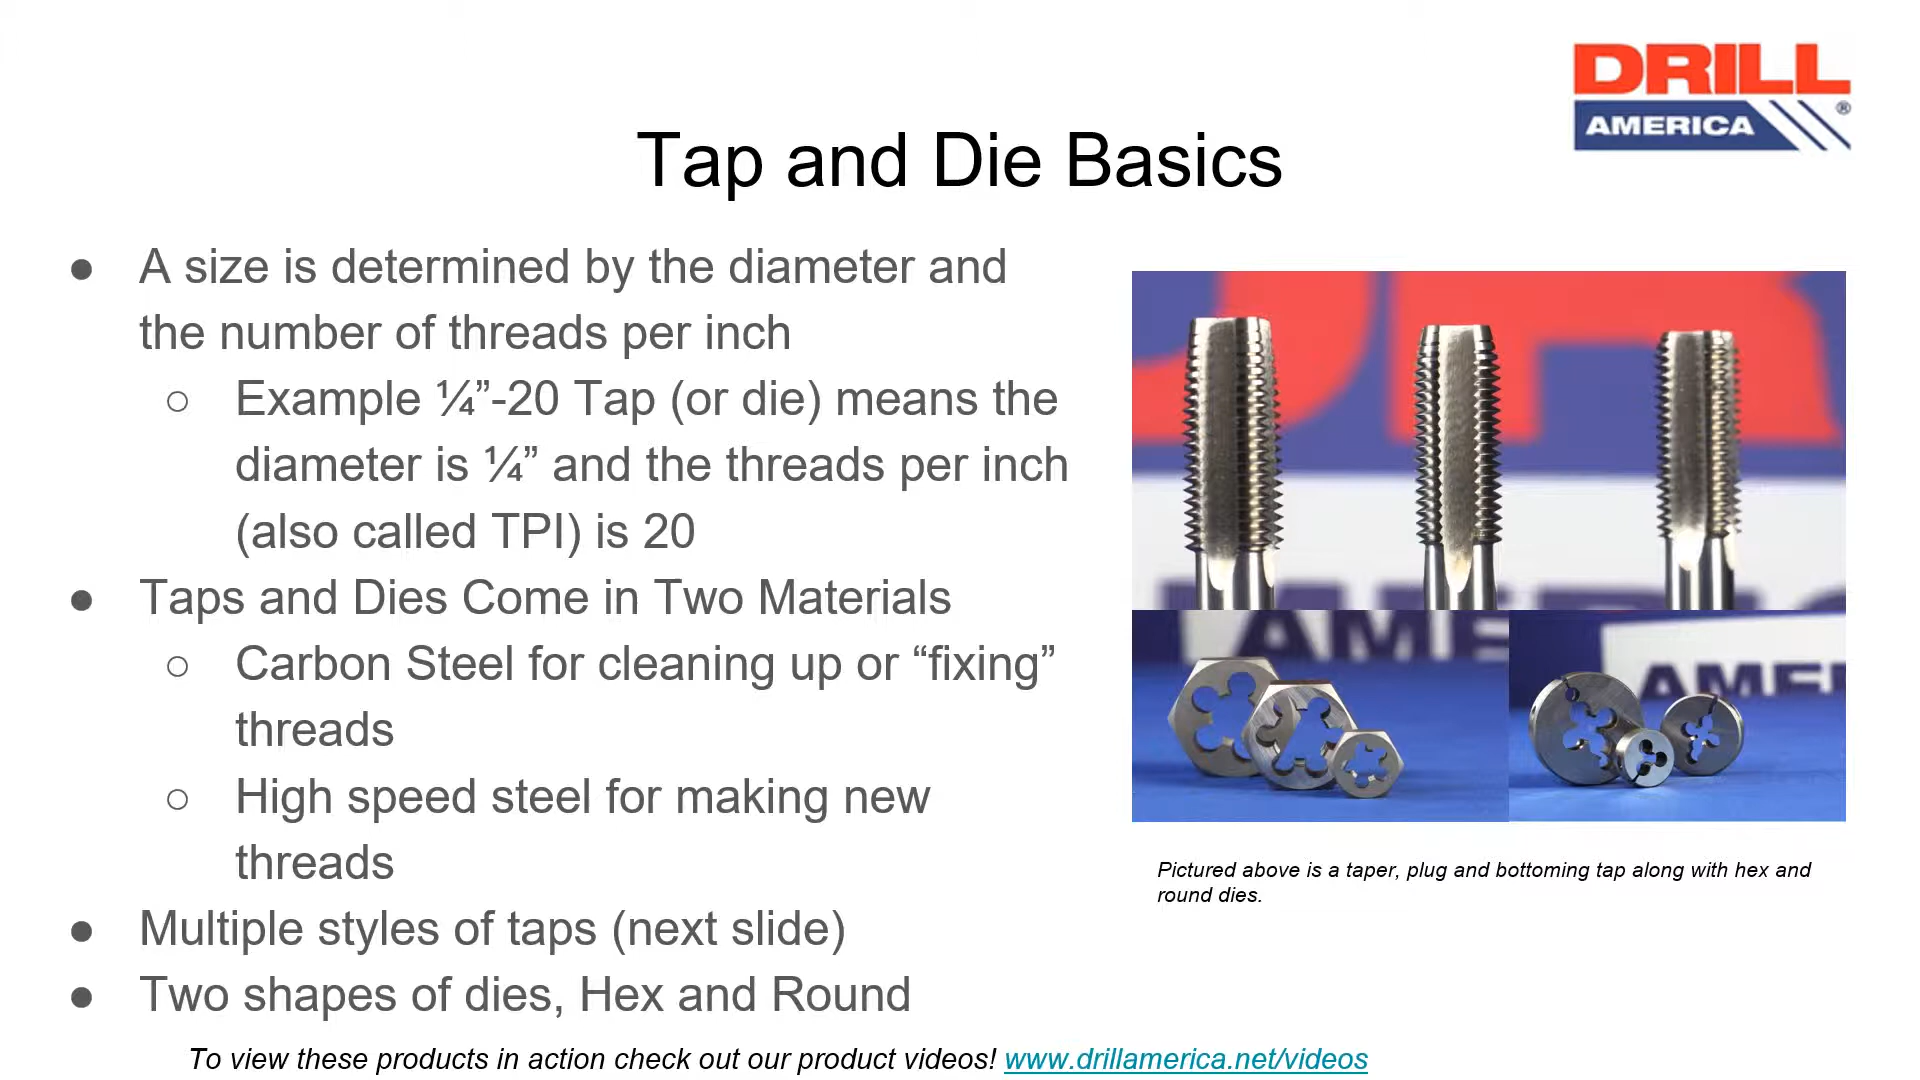 DRILL
AMERICA®
Tap and Die Basics
● A size is determined by the diameter and
the number of threads per inch
○ Example ¼”-20 Tap (or die) means the
diameter is ¼” and the threads per inch
(also called TPI) is 20
● Taps and Dies Come in Two Materials
○ Carbon Steel for cleaning up or “fixing”
threads
○ High speed steel for making new
threads
● Multiple styles of taps (next slide)
● Two shapes of dies, Hex and Round
Pictured above is a taper, plug and bottoming tap along with hex and
round dies.
To view these products in action check out our product videos! www.drillamerica.net/videos